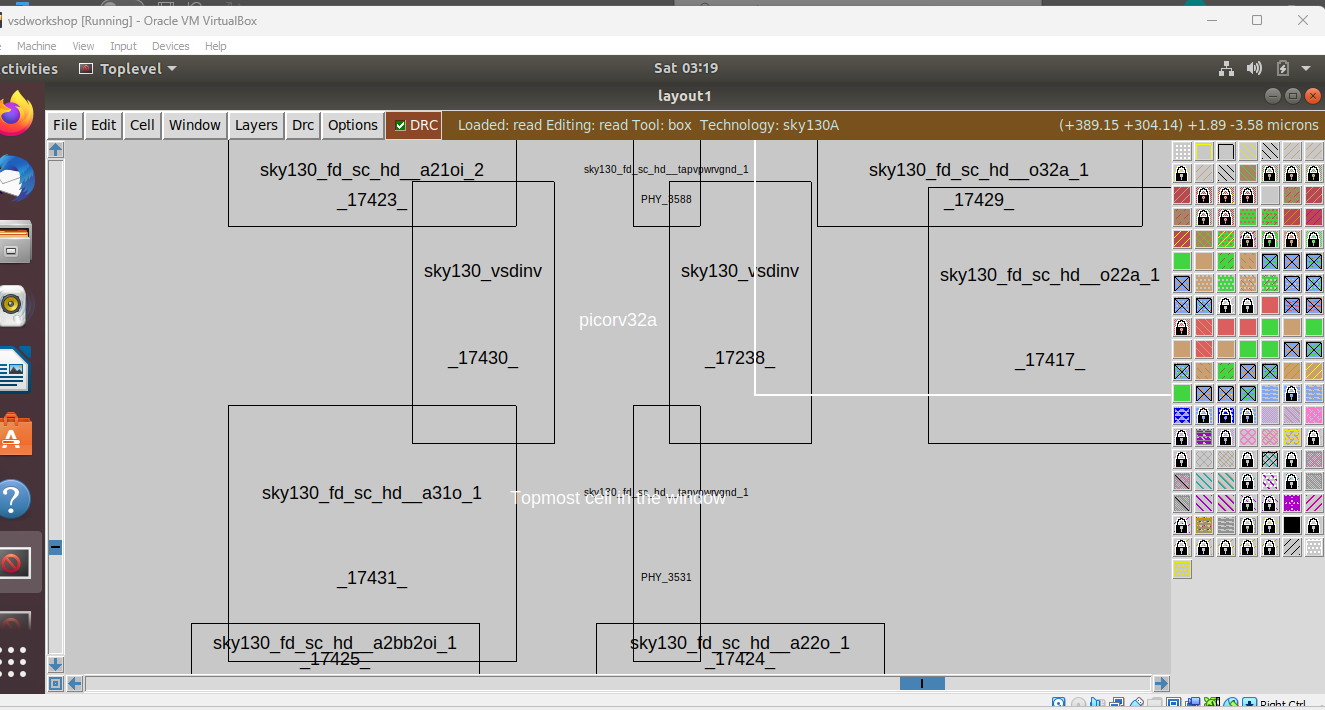 vsdworkshop [Running] - Oracle VM VirtualBox
Machine View Input Devices Help
ctivities Toplevel Sat 03:19
layout1
File Edit Cell Window Layers Drc Options DRC Loaded: read Editing: read Tool: box Technology: sky130A (+389.15 +304.14) +1.89 -3.58 microns
sky130_fd_sc_hd__a21oi_2 sky130_fd_sc_hd__tapvpwrvgnd_1 sky130_fd_sc_hd__o32a_1
_17423_ PHY_3588 _17429_
sky130_vsdinv sky130_vsdinv sky130_fd_sc_hd__o22a_1
picorv32a
_17430_ _17238_ _17417_
sky130_fd_sc_hd__a31o_1 sky130_fd_sc_hd__tapvpwrvgnd_1
Topmost cell in the window
_17431_ PHY_3531
sky130_fd_sc_hd__a2bb2oi_1 sky130_fd_sc_hd__a22o_1
_17425_ _17424_
Right Ctrl